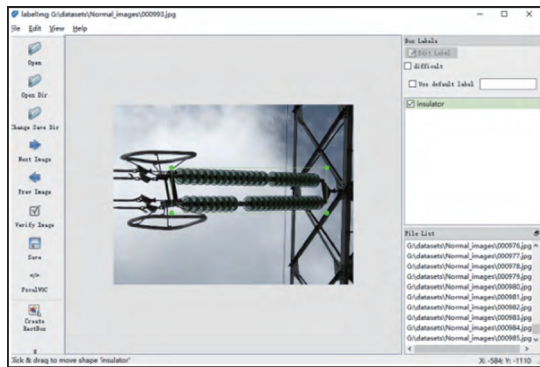 labelImg G:\datasets\Normal_images\000993.jpg
File Edit View Help
Open
Open Dir
Change Save Dir
Next Image
Prev Image
Verify Image
Save
</>
PascalVOC
Create
RectBox
Box Labels
Edit Label
difficult
Use default label
insulator
File List
G:\datasets\Normal_images\000976.jpg
G:\datasets\Normal_images\000977.jpg
G:\datasets\Normal_images\000978.jpg
G:\datasets\Normal_images\000979.jpg
G:\datasets\Normal_images\000980.jpg
G:\datasets\Normal_images\000981.jpg
G:\datasets\Normal_images\000982.jpg
G:\datasets\Normal_images\000983.jpg
G:\datasets\Normal_images\000984.jpg
G:\datasets\Normal_images\000985.jpg
Click & drag to move shape 'insulator'
X: -584; Y: -1110